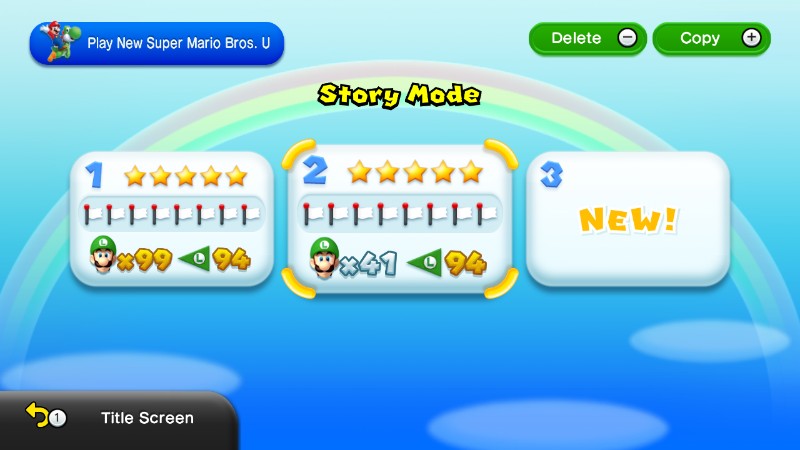 Play New Super Mario Bros. U
Delete −
Copy +
Story Mode
1
L ×99 L 94
2
L ×41 L 94
3
NEW!
1 Title Screen